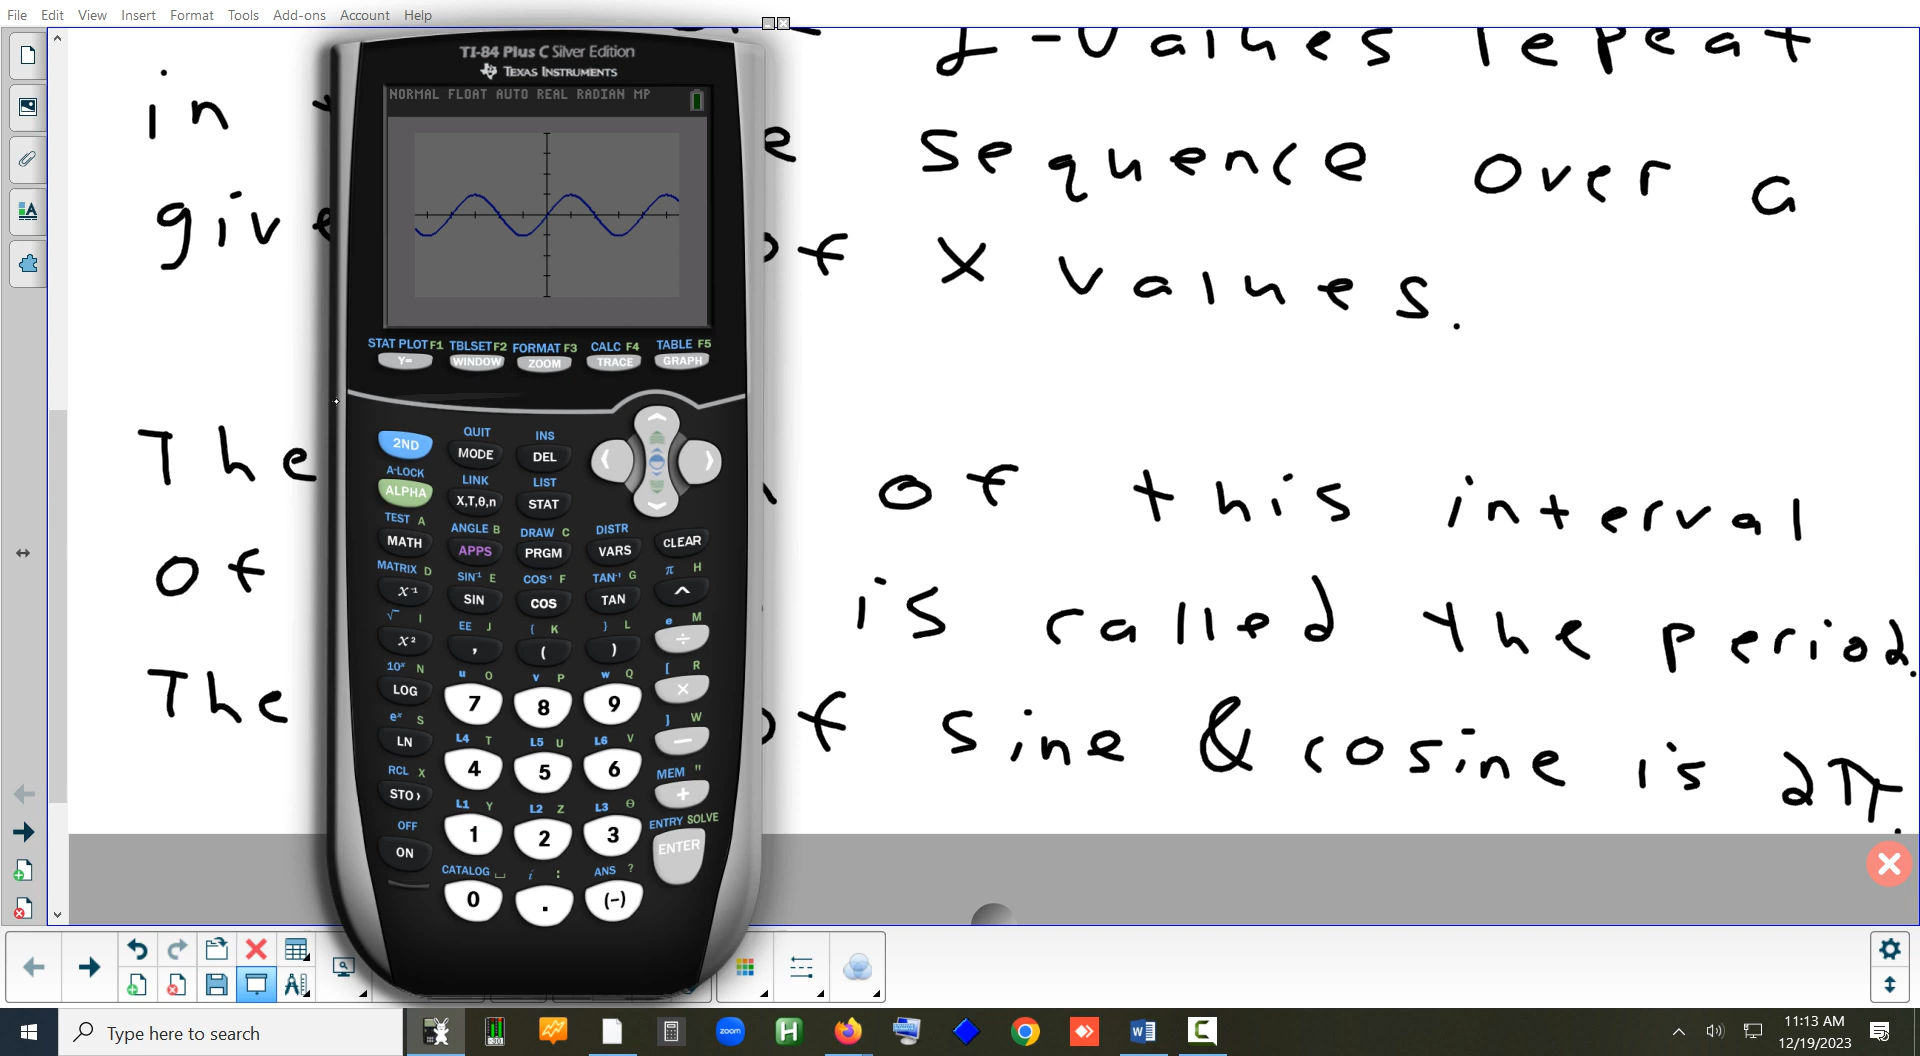 File Edit View Insert Format Tools Add-ons Account Help
TI-84 Plus C Silver Edition
TEXAS INSTRUMENTS
NORMAL FLOAT AUTO REAL RADIAN MP
Y-Values repeat
in e sequence over a
give of X values.
The of this interval
of is called the period.
The of sine & cosine is 2π.
STAT PLOT F1 TBLSET F2 FORMAT F3 CALC F4 TABLE F5
Y= WINDOW ZOOM TRACE GRAPH
QUIT INS
2ND MODE DEL
A-LOCK LINK LIST
ALPHA X,T,θ,n STAT
TEST A ANGLE B DRAW C DISTR
MATH APPS PRGM VARS CLEAR
MATRIX D SIN⁻¹ E COS⁻¹ F TAN⁻¹ G π H
X⁻¹ SIN COS TAN ^
√ I EE J { K } L e M
X² , ( ) ÷
10ˣ N u O v P w Q [ R
LOG 7 8 9 ×
eˣ S L4 T L5 U L6 V ] W
LN 4 5 6 −
RCL X L1 Y L2 Z L3 θ MEM "
STO› 1 2 3 +
OFF CATALOG i : ANS ? ENTRY SOLVE
ON 0 . (−) ENTER
Type here to search
zoom
11:13 AM
12/19/2023